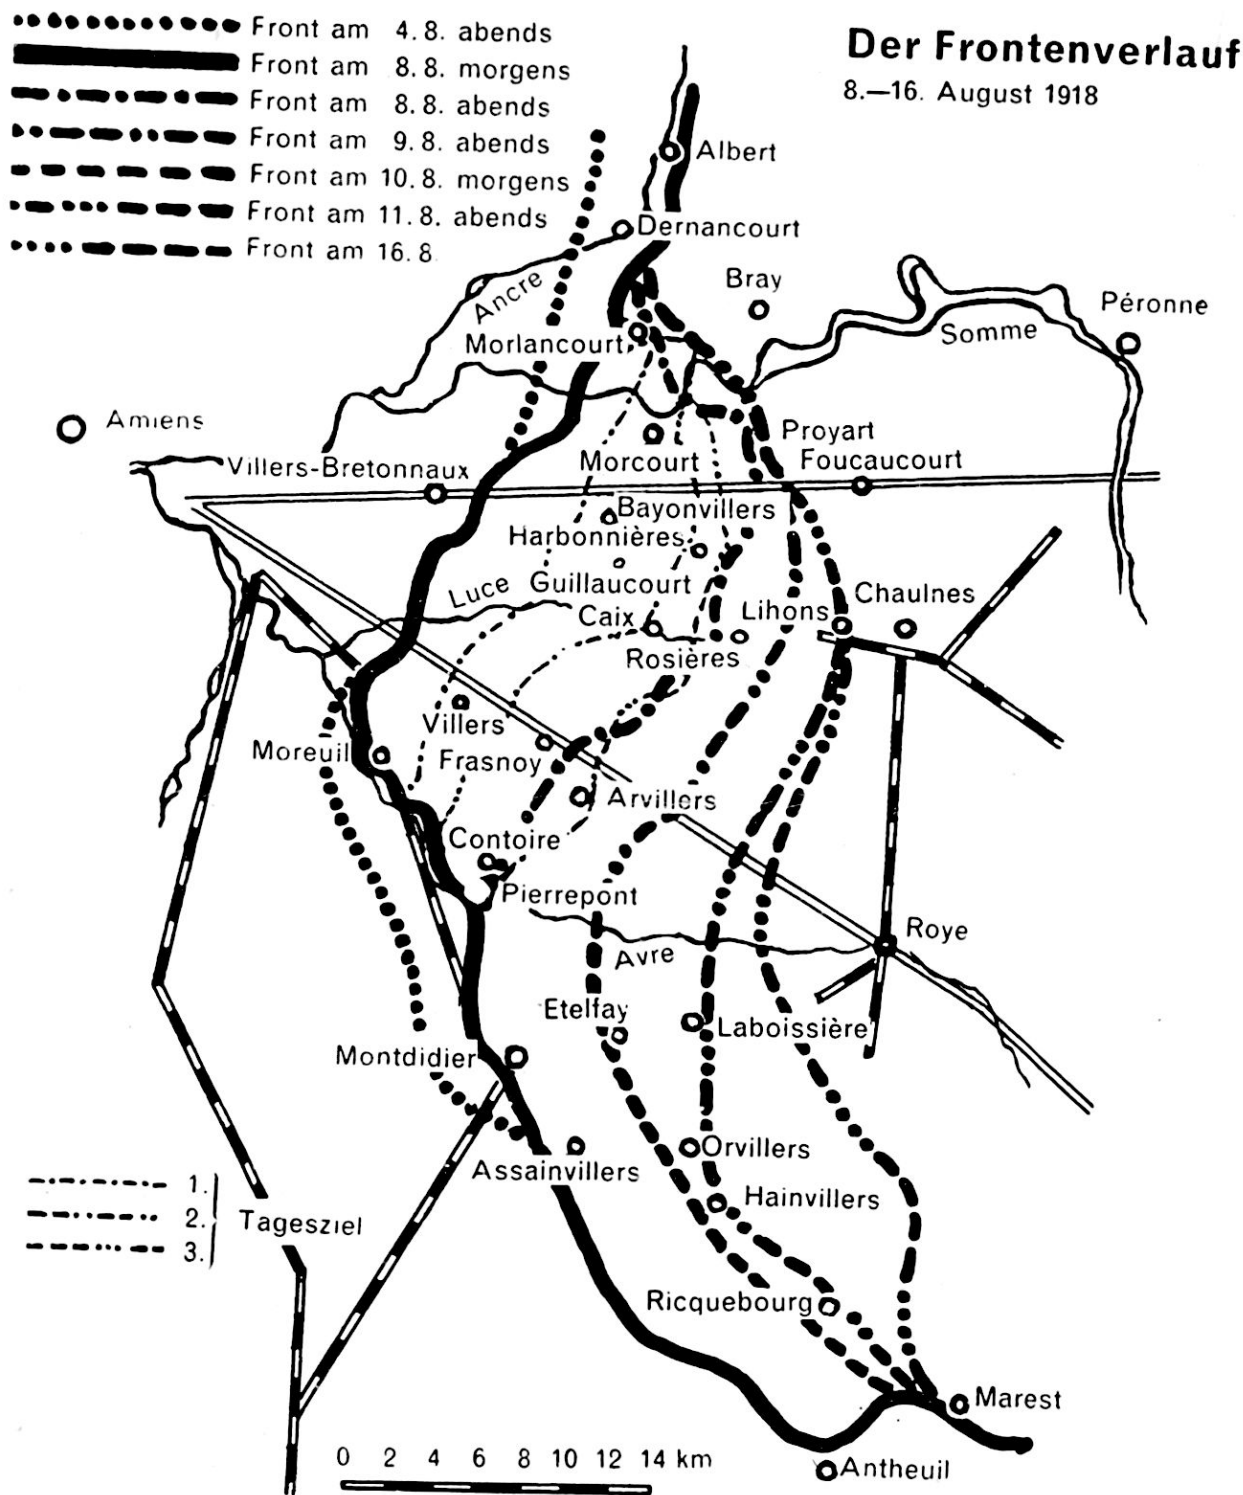 Front am 4.8. abends
Front am 8.8. morgens
Front am 8.8. abends
Front am 9.8. abends
Front am 10.8. morgens
Front am 11.8. abends
Front am 16.8.
Der Frontenverlauf
8.—16. August 1918
Albert
Dernancourt
Ancre
Bray
Péronne
Somme
Morlancourt
Amiens
Proyart
Villers-Bretonnaux
Morcourt
Foucaucourt
Bayonvillers
Harbonnières
Guillaucourt
Luce
Caix
Lihons
Chaulnes
Rosières
Villers
Moreuil
Frasnoy
Arvillers
Contoire
Pierrepont
Roye
Avre
Etelfay
Laboissière
Montdidier
Orvillers
Assainvillers
Hainvillers
1.
2.
3.
Tagesziel
Ricquebourg
Marest
0 2 4 6 8 10 12 14 km
Antheuil